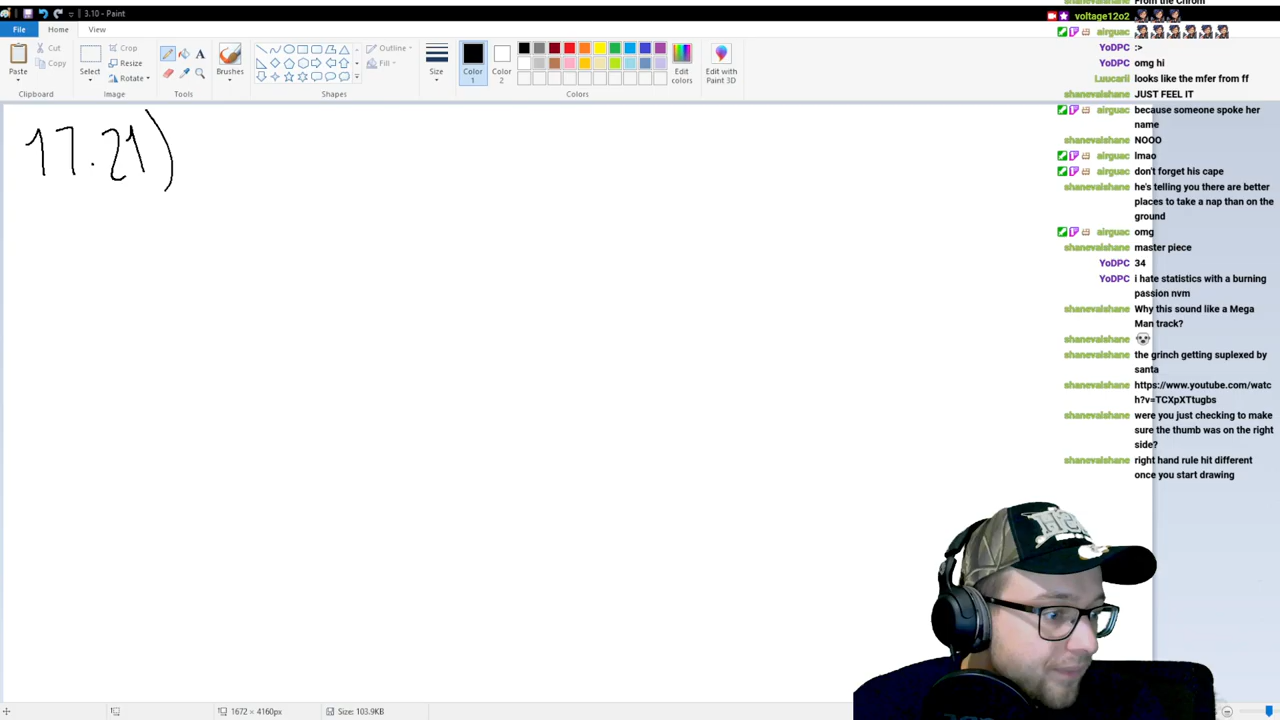 3.10 - Paint
File
Home
View
Paste
Cut
Copy
Clipboard
Select
Crop
Resize
Rotate
Image
A
Tools
Brushes
Outline
Fill
Shapes
Size
Color 1
Color 2
Edit colors
Colors
Edit with Paint 3D
17.21)
shanevalshane From the Chrom
voltage12o2
airguac
YoDPC :>
YoDPC omg hi
Luucarii looks like the mfer from ff
shanevalshane JUST FEEL IT
airguac because someone spoke her
name
shanevalshane NOOO
airguac lmao
airguac don't forget his cape
shanevalshane he's telling you there are better
places to take a nap than on the
ground
airguac omg
shanevalshane master piece
YoDPC 34
YoDPC i hate statistics with a burning
passion nvm
shanevalshane Why this sound like a Mega
Man track?
shanevalshane
shanevalshane the grinch getting suplexed by
santa
shanevalshane https://www.youtube.com/watc
h?v=TCXpXTtugbs
shanevalshane were you just checking to make
sure the thumb was on the right
side?
shanevalshane right hand rule hit different
once you start drawing
1672 × 4160px
Size: 103.9KB